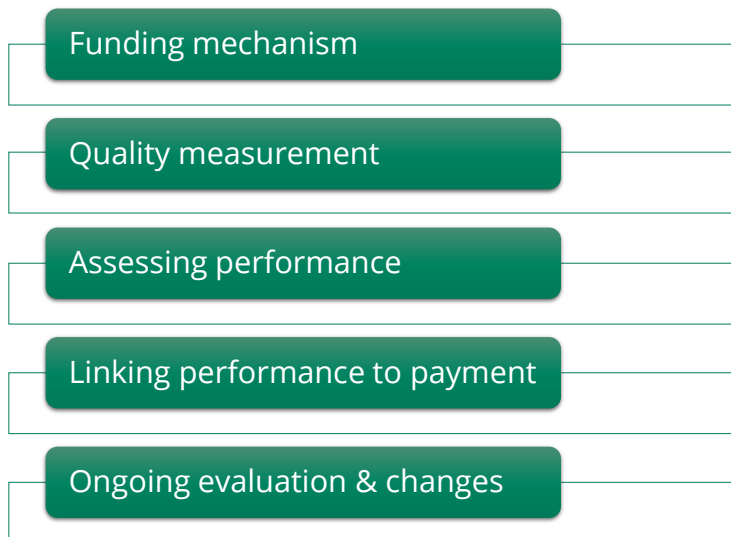 Funding mechanism
Quality measurement
Assessing performance
Linking performance to payment
Ongoing evaluation & changes